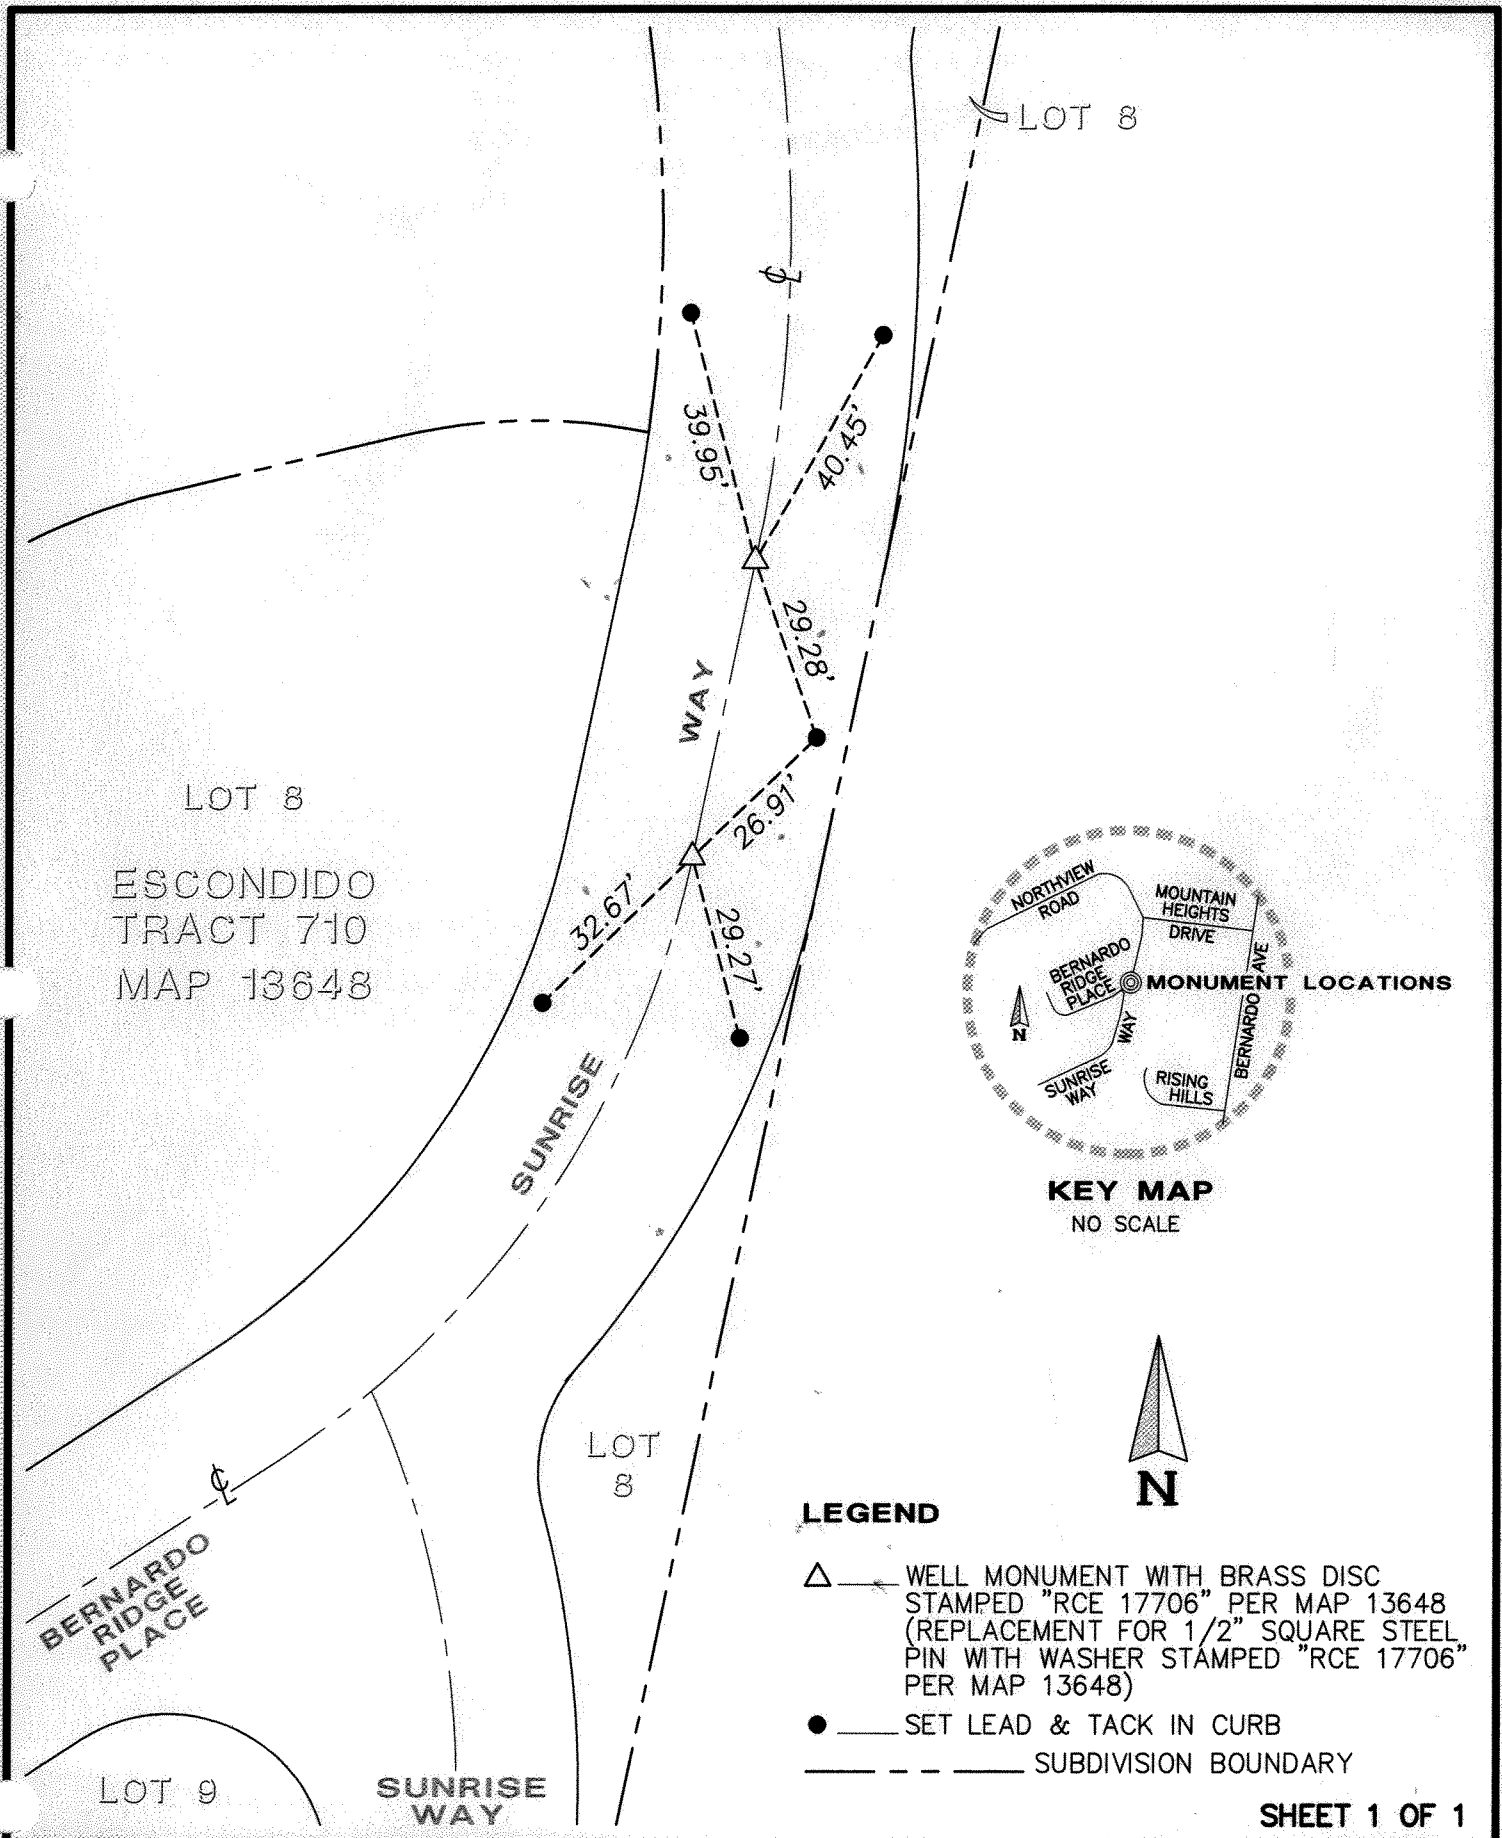 LOT 8
℄
39.95'
40.45'
29.28'
WAY
26.91'
LOT 8
ESCONDIDO
TRACT 710
MAP 13648
32.67'
29.27'
SUNRISE
NORTHVIEW
ROAD
MOUNTAIN
HEIGHTS
DRIVE
BERNARDO
RIDGE
PLACE
MONUMENT LOCATIONS
BERNARDO AVE
N
WAY
SUNRISE
WAY
RISING
HILLS
KEY MAP
NO SCALE
N
LOT
8
℄
BERNARDO
RIDGE
PLACE
LOT 9
SUNRISE
WAY
LEGEND
WELL MONUMENT WITH BRASS DISC
STAMPED "RCE 17706" PER MAP 13648
(REPLACEMENT FOR 1/2" SQUARE STEEL
PIN WITH WASHER STAMPED "RCE 17706"
PER MAP 13648)
SET LEAD & TACK IN CURB
SUBDIVISION BOUNDARY
SHEET 1 OF 1